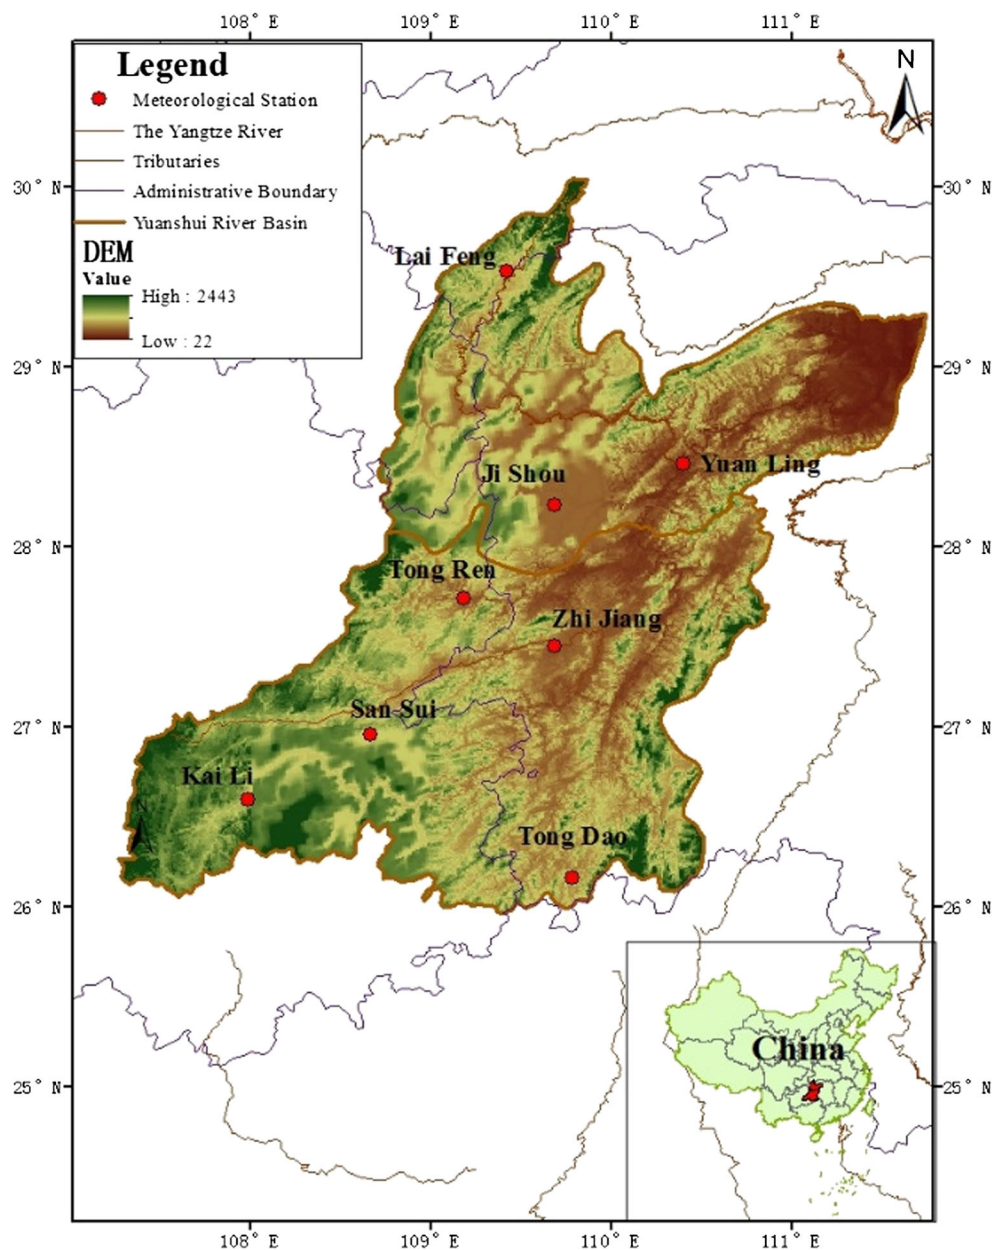 108° E 109° E 110° E 111° E
N
Legend
Meteorological Station
The Yangtze River
Tributaries
Administrative Boundary
Yuanshui River Basin
DEM
Value
High : 2443
Low : 22
30° N 30° N
Lai Feng
29° N 29° N
Ji Shou
Yuan Ling
28° N 28° N
Tong Ren
Zhi Jiang
San Sui
27° N 27° N
Kai Li
N
Tong Dao
26° N 26° N
China
25° N 25° N
108° E 109° E 110° E 111° E